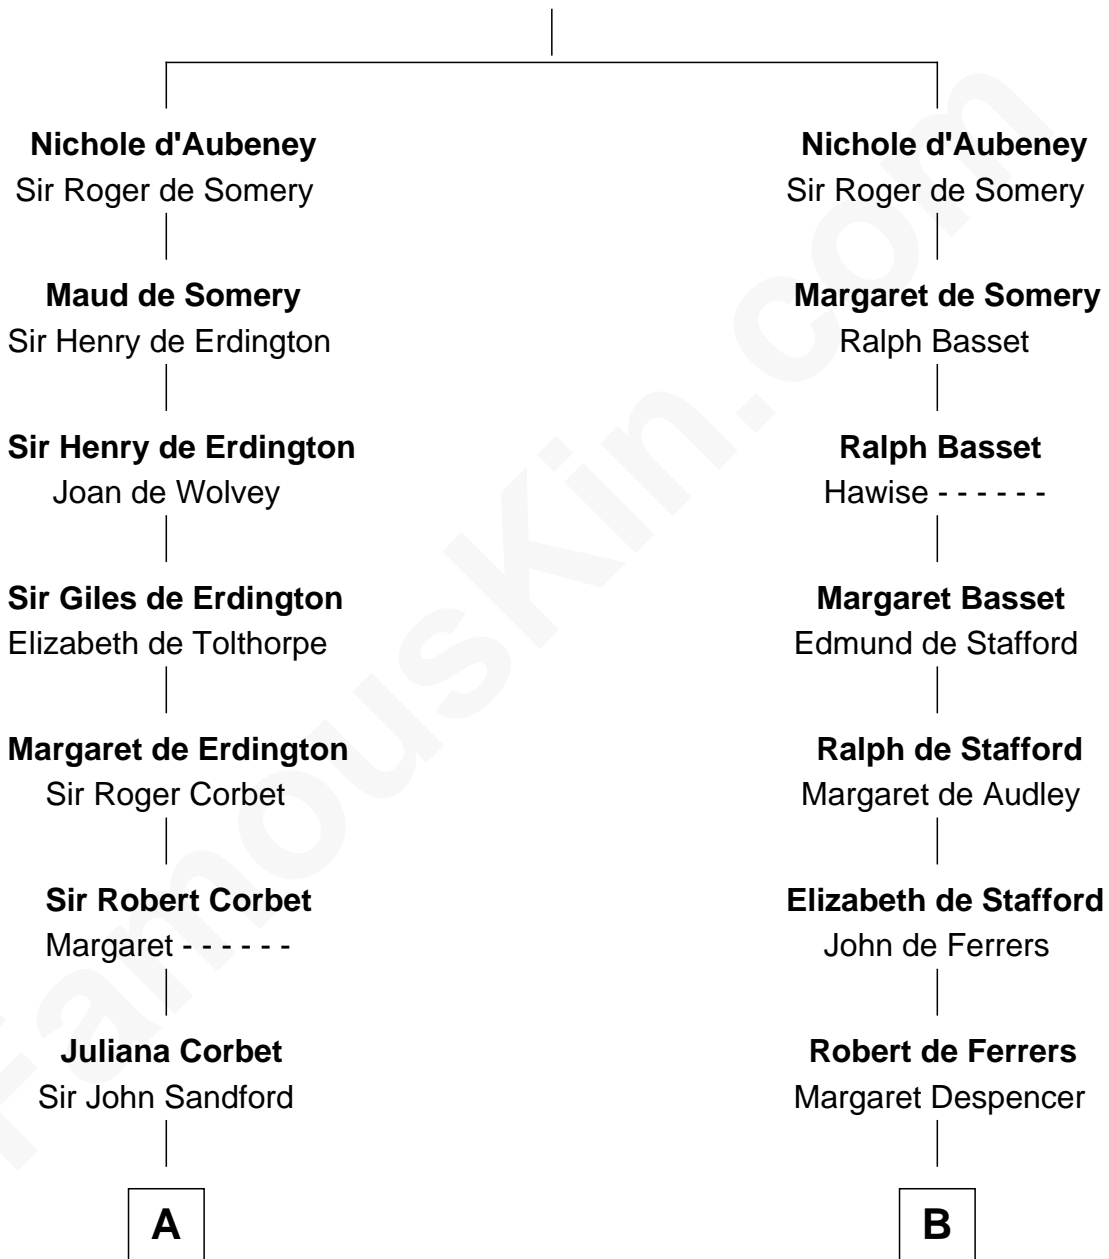 Nichole d'Aubeney
Sir Roger de Somery
Maud de Somery
Sir Henry de Erdington
Sir Henry de Erdington
Joan de Wolvey
Sir Giles de Erdington
Elizabeth de Tolthorpe
Margaret de Erdington
Sir Roger Corbet
Sir Robert Corbet
Margaret - - - - - -
Juliana Corbet
Sir John Sandford
A
Nichole d'Aubeney
Sir Roger de Somery
Margaret de Somery
Ralph Basset
Ralph Basset
Hawise - - - - - -
Margaret Basset
Edmund de Stafford
Ralph de Stafford
Margaret de Audley
Elizabeth de Stafford
John de Ferrers
Robert de Ferrers
Margaret Despencer
B
FamousKin.com